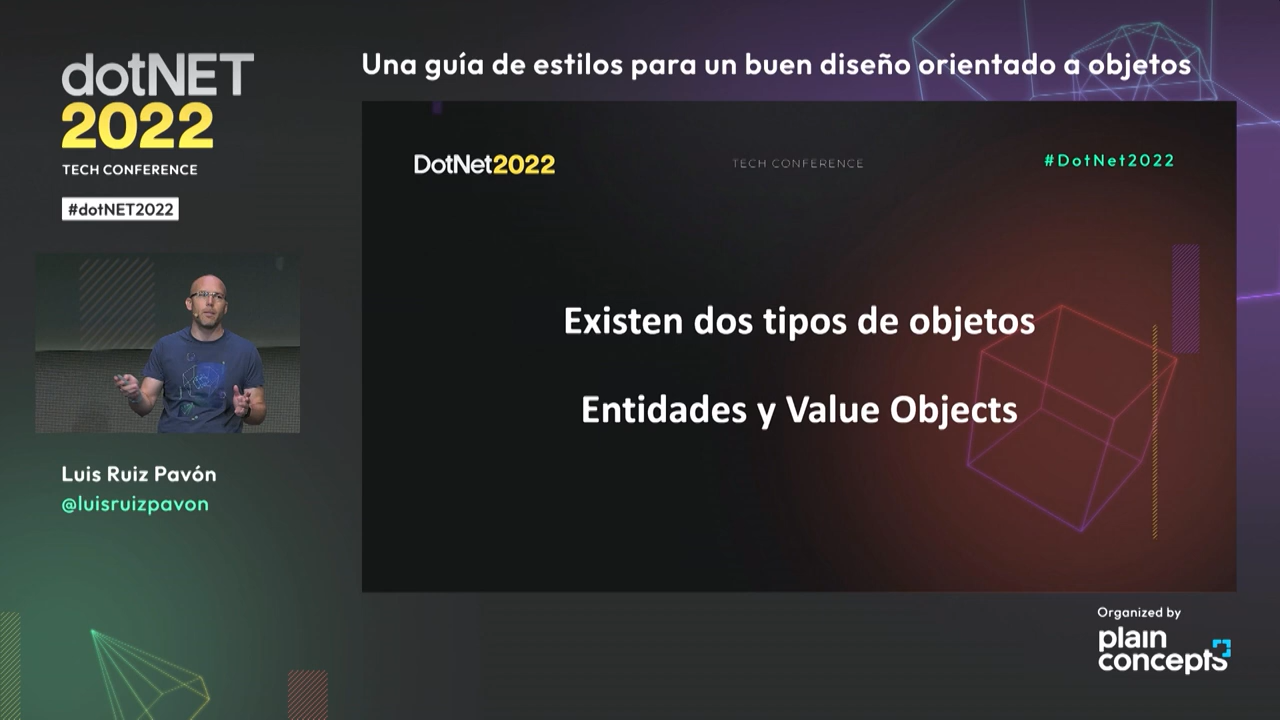 dotNET
2022
TECH CONFERENCE
#dotNET2022
Una guía de estilos para un buen diseño orientado a objetos
DotNet2022
TECH CONFERENCE
#DotNet2022
Existen dos tipos de objetos
Entidades y Value Objects
Luis Ruiz Pavón
@luisruizpavon
Organized by
plain
concepts